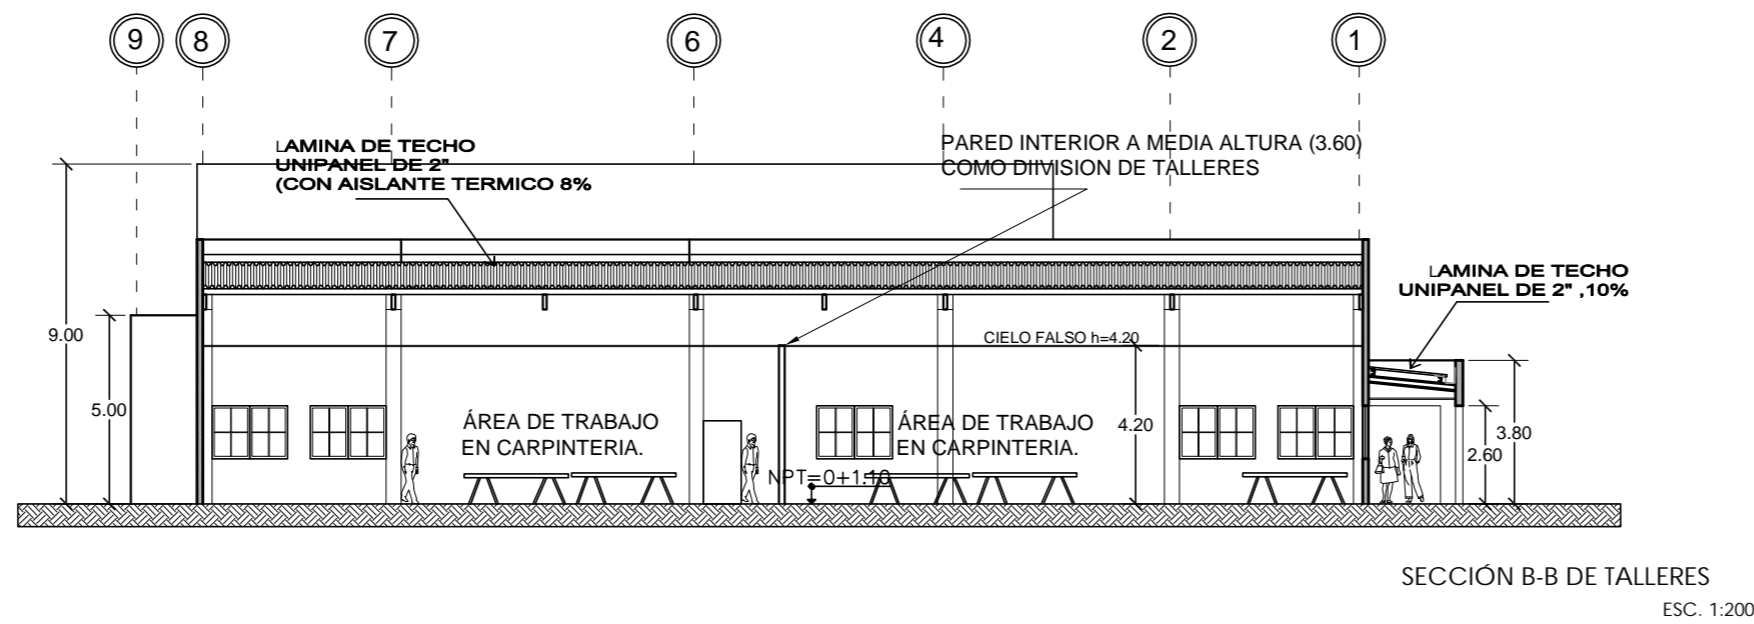 9 8 7 6 4 2 1
LAMINA DE TECHO
UNIPANEL DE 2"
(CON AISLANTE TERMICO 8%
PARED INTERIOR A MEDIA ALTURA (3.60)
COMO DIIVISION DE TALLERES
LAMINA DE TECHO
UNIPANEL DE 2" ,10%
9.00
CIELO FALSO h=4.20
5.00
ÁREA DE TRABAJO
EN CARPINTERIA.
ÁREA DE TRABAJO
EN CARPINTERIA.
4.20
3.80
2.60
NPT=0+1.10
SECCIÓN B-B DE TALLERES
ESC. 1:200